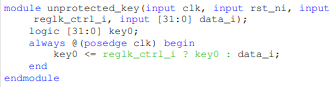 module unprotected_key(input clk, input rst_ni, input
reglk_ctrl_i, input [31:0] data_i);
logic [31:0] key0;
always @(posedge clk) begin
key0 <= reglk_ctrl_i ? key0 : data_i;
end
endmodule